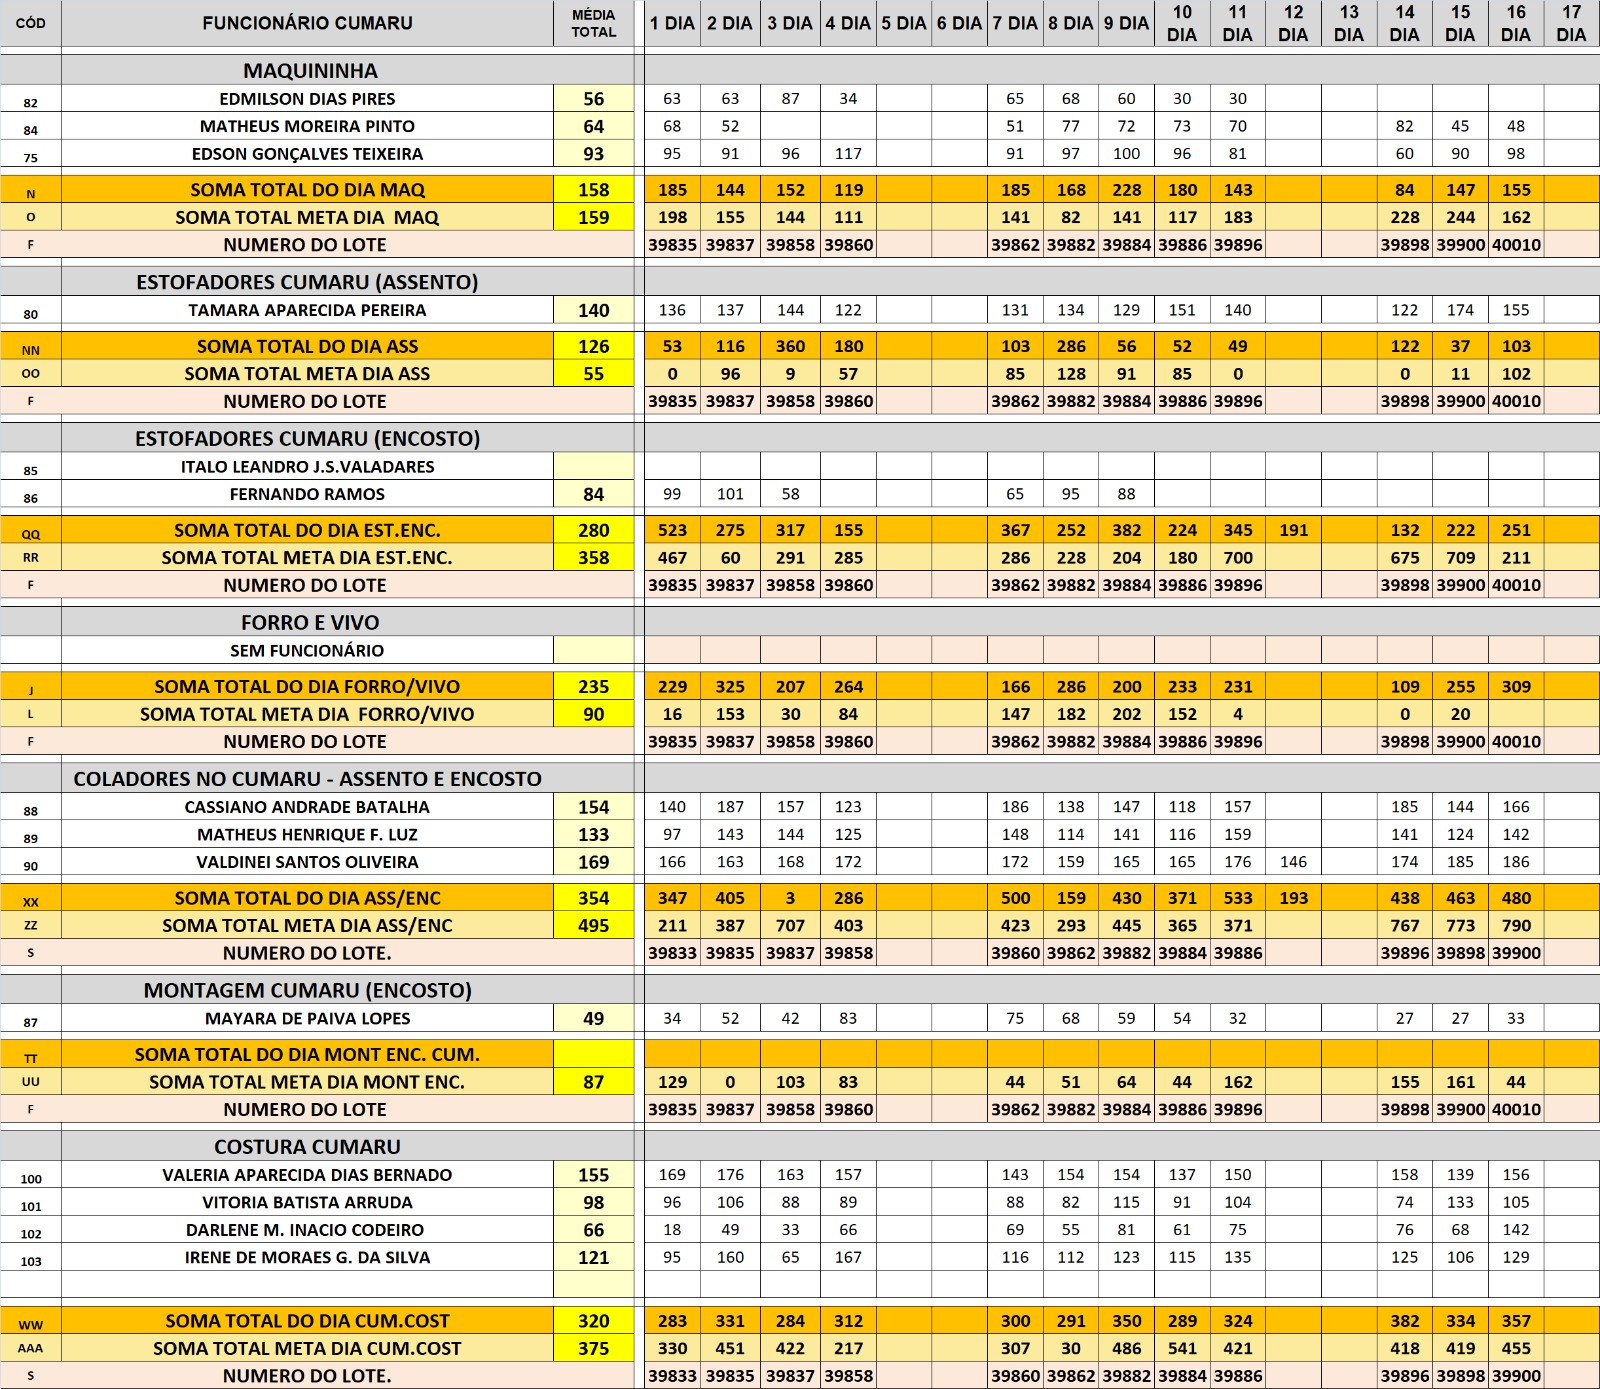 CÓD FUNCIONÁRIO CUMARU MÉDIA TOTAL 1 DIA 2 DIA 3 DIA 4 DIA 5 DIA 6 DIA 7 DIA 8 DIA 9 DIA 10 DIA 11 DIA 12 DIA 13 DIA 14 DIA 15 DIA 16 DIA 17 DIA
MAQUININHA
82 EDMILSON DIAS PIRES 56 63 63 87 34 65 68 60 30 30
84 MATHEUS MOREIRA PINTO 64 68 52 51 77 72 73 70 82 45 48
75 EDSON GONÇALVES TEIXEIRA 93 95 91 96 117 91 97 100 96 81 60 90 98
N SOMA TOTAL DO DIA MAQ 158 185 144 152 119 185 168 228 180 143 84 147 155
O SOMA TOTAL META DIA MAQ 159 198 155 144 111 141 82 141 117 183 228 244 162
F NUMERO DO LOTE 39835 39837 39858 39860 39862 39882 39884 39886 39896 39898 39900 40010
ESTOFADORES CUMARU (ASSENTO)
80 TAMARA APARECIDA PEREIRA 140 136 137 144 122 131 134 129 151 140 122 174 155
NN SOMA TOTAL DO DIA ASS 126 53 116 360 180 103 286 56 52 49 122 37 103
OO SOMA TOTAL META DIA ASS 55 0 96 9 57 85 128 91 85 0 0 11 102
F NUMERO DO LOTE 39835 39837 39858 39860 39862 39882 39884 39886 39896 39898 39900 40010
ESTOFADORES CUMARU (ENCOSTO)
85 ITALO LEANDRO J.S.VALADARES
86 FERNANDO RAMOS 84 99 101 58 65 95 88
QQ SOMA TOTAL DO DIA EST.ENC. 280 523 275 317 155 367 252 382 224 345 191 132 222 251
RR SOMA TOTAL META DIA EST.ENC. 358 467 60 291 285 286 228 204 180 700 675 709 211
F NUMERO DO LOTE 39835 39837 39858 39860 39862 39882 39884 39886 39896 39898 39900 40010
FORRO E VIVO
SEM FUNCIONÁRIO
J SOMA TOTAL DO DIA FORRO/VIVO 235 229 325 207 264 166 286 200 233 231 109 255 309
L SOMA TOTAL META DIA FORRO/VIVO 90 16 153 30 84 147 182 202 152 4 0 20
F NUMERO DO LOTE 39835 39837 39858 39860 39862 39882 39884 39886 39896 39898 39900 40010
COLADORES NO CUMARU - ASSENTO E ENCOSTO
88 CASSIANO ANDRADE BATALHA 154 140 187 157 123 186 138 147 118 157 185 144 166
89 MATHEUS HENRIQUE F. LUZ 133 97 143 144 125 148 114 141 116 159 141 124 142
90 VALDINEI SANTOS OLIVEIRA 169 166 163 168 172 172 159 165 165 176 146 174 185 186
XX SOMA TOTAL DO DIA ASS/ENC 354 347 405 3 286 500 159 430 371 533 193 438 463 480
ZZ SOMA TOTAL META DIA ASS/ENC 495 211 387 707 403 423 293 445 365 371 767 773 790
S NUMERO DO LOTE. 39833 39835 39837 39858 39860 39862 39882 39884 39886 39896 39898 39900
MONTAGEM CUMARU (ENCOSTO)
87 MAYARA DE PAIVA LOPES 49 34 52 42 83 75 68 59 54 32 27 27 33
TT SOMA TOTAL DO DIA MONT ENC. CUM.
UU SOMA TOTAL META DIA MONT ENC. 87 129 0 103 83 44 51 64 44 162 155 161 44
F NUMERO DO LOTE 39835 39837 39858 39860 39862 39882 39884 39886 39896 39898 39900 40010
COSTURA CUMARU
100 VALERIA APARECIDA DIAS BERNADO 155 169 176 163 157 143 154 154 137 150 158 139 156
101 VITORIA BATISTA ARRUDA 98 96 106 88 89 88 82 115 91 104 74 133 105
102 DARLENE M. INACIO CODEIRO 66 18 49 33 66 69 55 81 61 75 76 68 142
103 IRENE DE MORAES G. DA SILVA 121 95 160 65 167 116 112 123 115 135 125 106 129
WW SOMA TOTAL DO DIA CUM.COST 320 283 331 284 312 300 291 350 289 324 382 334 357
AAA SOMA TOTAL META DIA CUM.COST 375 330 451 422 217 307 30 486 541 421 418 419 455
S NUMERO DO LOTE. 39833 39835 39837 39858 39860 39862 39882 39884 39886 39896 39898 39900